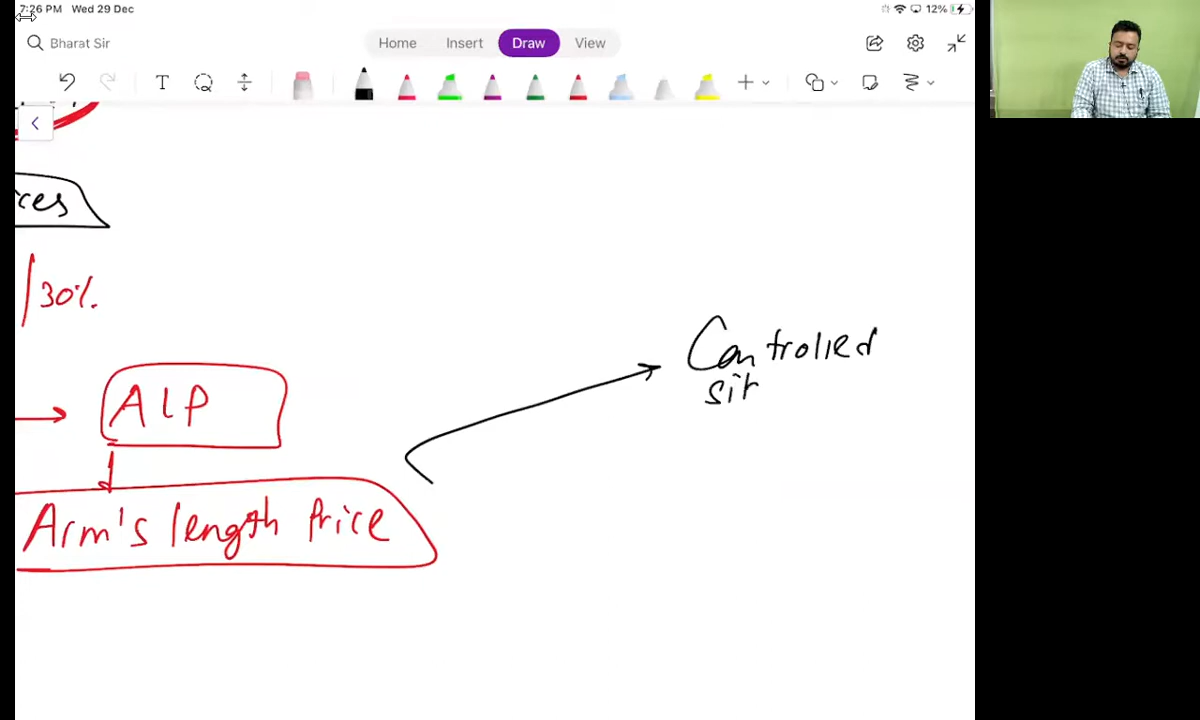 7:26 PM Wed 29 Dec
12%
Bharat Sir
Home Insert Draw View
T
ces
/30%.
ALP
Arm's length Price
Controlled
sit